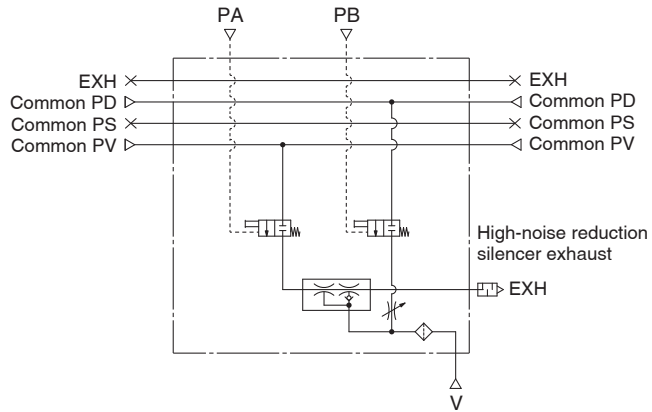 PA PB
EXH EXH
Common PD Common PD
Common PS Common PS
Common PV Common PV
High-noise reduction
silencer exhaust
EXH
V